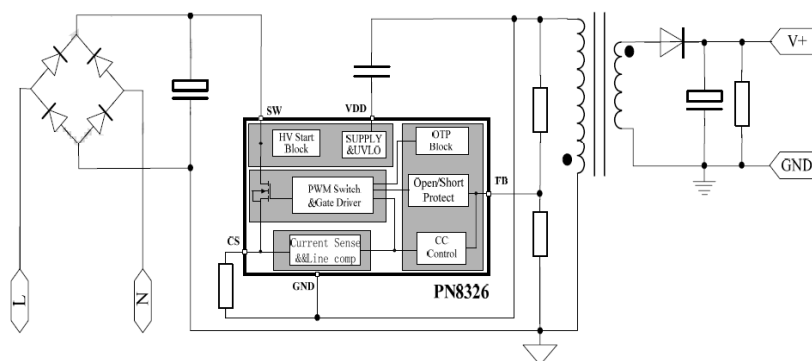 V+
SW
VDD
HV Start
Block
SUPPLY
&UVLO
OTP
Block
PWM Switch
&Gate Driver
Open/Short
Protect
FB
CS
Current Sense
&&Line comp
CC
Control
GND
PN8326
GND
L
N